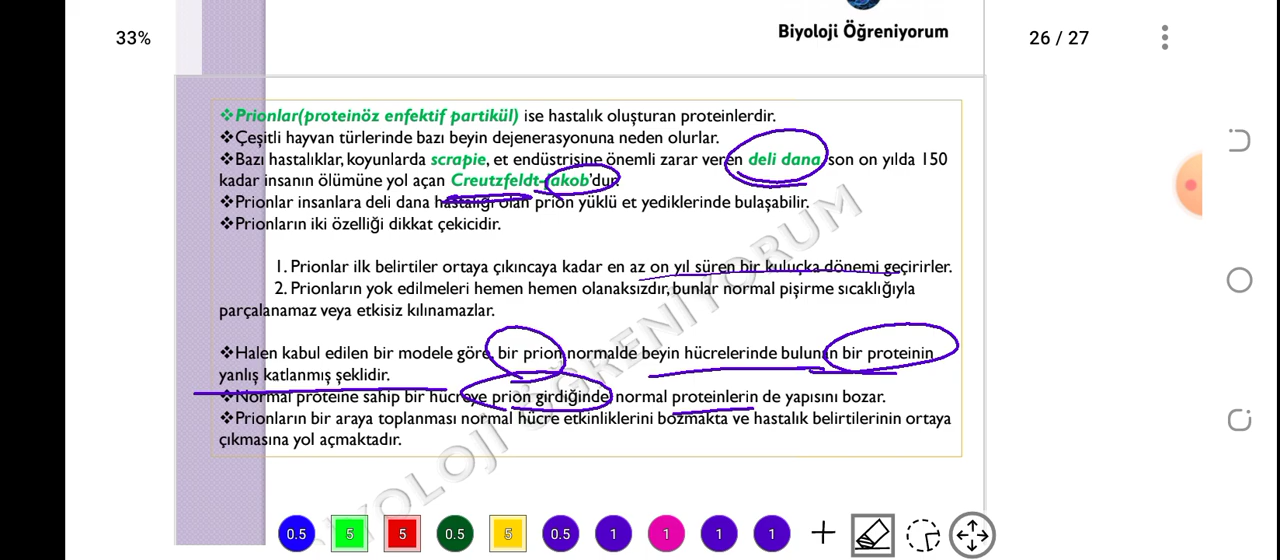 Biyoloji Öğreniyorum
33%
26 / 27
❖Prionlar(proteinöz enfektif partikül) ise hastalık oluşturan proteinlerdir.
❖Çeşitli hayvan türlerinde bazı beyin dejenerasyonuna neden olurlar.
❖Bazı hastalıklar, koyunlarda scrapie, et endüstrisine önemli zarar veren deli dana, son on yılda 150
kadar insanın ölümüne yol açan Creutzfeldt-Jakob'dur.
❖Prionlar insanlara deli dana hastalığı olan prion yüklü et yediklerinde bulaşabilir.
❖Prionların iki özelliği dikkat çekicidir.
1. Prionlar ilk belirtiler ortaya çıkıncaya kadar en az on yıl süren bir kuluçka dönemi geçirirler.
2. Prionların yok edilmeleri hemen hemen olanaksızdır, bunlar normal pişirme sıcaklığıyla
parçalanamaz veya etkisiz kılınamazlar.
❖Halen kabul edilen bir modele göre, bir prion normalde beyin hücrelerinde bulunan bir proteinin
yanlış katlanmış şeklidir.
❖Normal proteine sahip bir hücreye prion girdiğinde normal proteinlerin de yapısını bozar.
❖Prionların bir araya toplanması normal hücre etkinliklerini bozmakta ve hastalık belirtilerinin ortaya
çıkmasına yol açmaktadır.
BİYOLOJİ ÖĞRENİYORUM
0.5 5 5 0.5 5 0.5 1 1 1 1